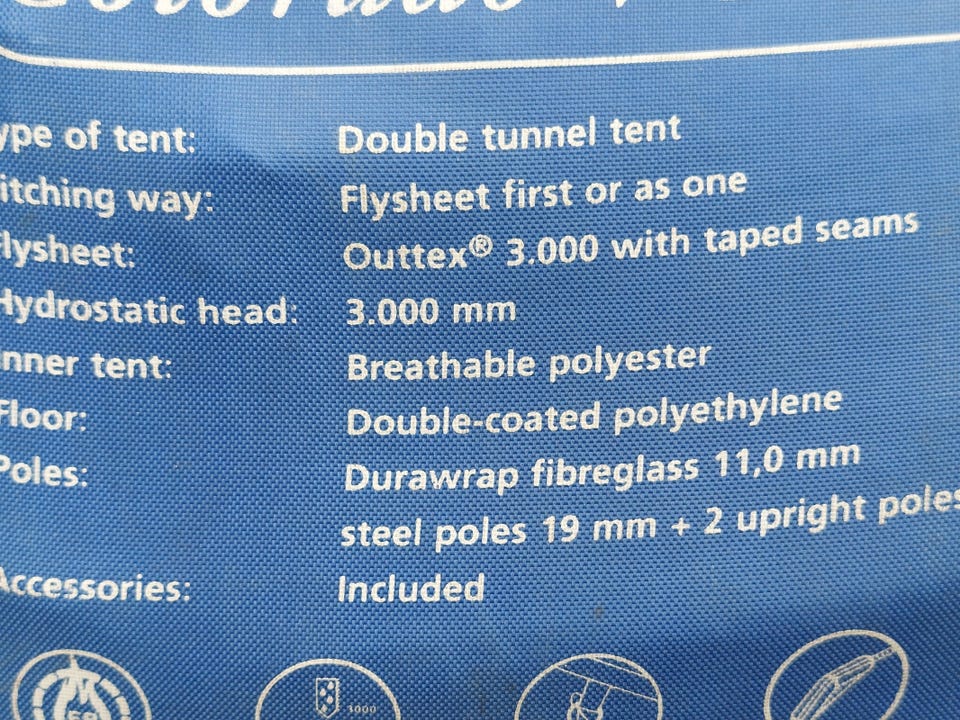 ype of tent: Double tunnel tent
itching way: Flysheet first or as one
lysheet: Outtex® 3.000 with taped seams
Hydrostatic head: 3.000 mm
nner tent: Breathable polyester
Floor: Double-coated polyethylene
Poles: Durawrap fibreglass 11,0 mm
steel poles 19 mm + 2 upright poles
Accessories: Included
3000